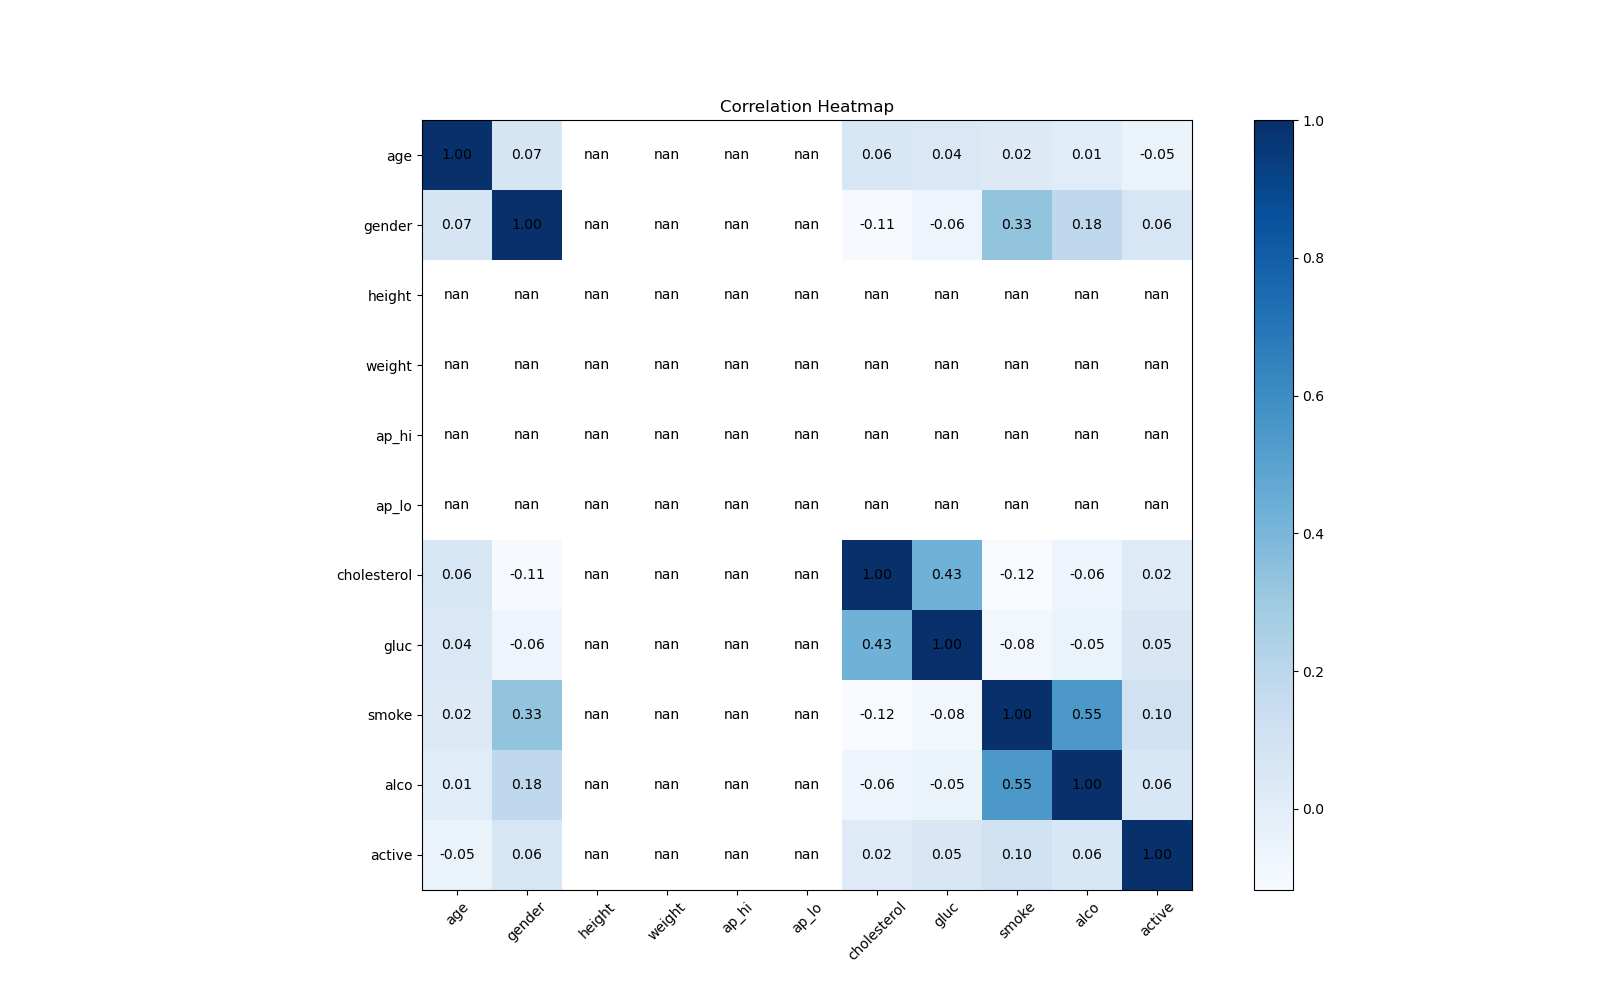 Correlation Heatmap
age 1.00 0.07 nan nan nan nan 0.06 0.04 0.02 0.01 -0.05
gender 0.07 1.00 nan nan nan nan -0.11 -0.06 0.33 0.18 0.06
height nan nan nan nan nan nan nan nan nan nan nan
weight nan nan nan nan nan nan nan nan nan nan nan
ap_hi nan nan nan nan nan nan nan nan nan nan nan
ap_lo nan nan nan nan nan nan nan nan nan nan nan
cholesterol 0.06 -0.11 nan nan nan nan 1.00 0.43 -0.12 -0.06 0.02
gluc 0.04 -0.06 nan nan nan nan 0.43 1.00 -0.08 -0.05 0.05
smoke 0.02 0.33 nan nan nan nan -0.12 -0.08 1.00 0.55 0.10
alco 0.01 0.18 nan nan nan nan -0.06 -0.05 0.55 1.00 0.06
active -0.05 0.06 nan nan nan nan 0.02 0.05 0.10 0.06 1.00
age gender height weight ap_hi ap_lo cholesterol gluc smoke alco active
1.0
0.8
0.6
0.4
0.2
0.0